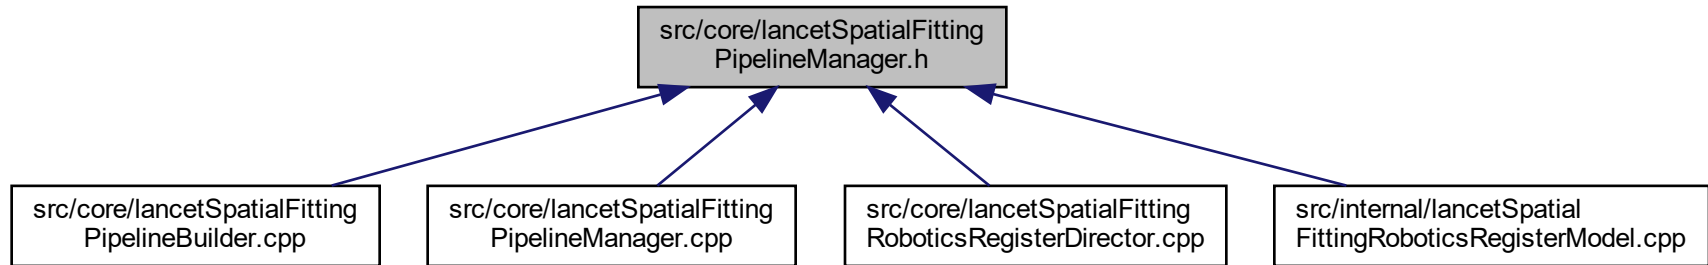 src/core/lancetSpatialFitting
PipelineManager.h
src/core/lancetSpatialFitting
PipelineBuilder.cpp
src/core/lancetSpatialFitting
PipelineManager.cpp
src/core/lancetSpatialFitting
RoboticsRegisterDirector.cpp
src/internal/lancetSpatial
FittingRoboticsRegisterModel.cpp